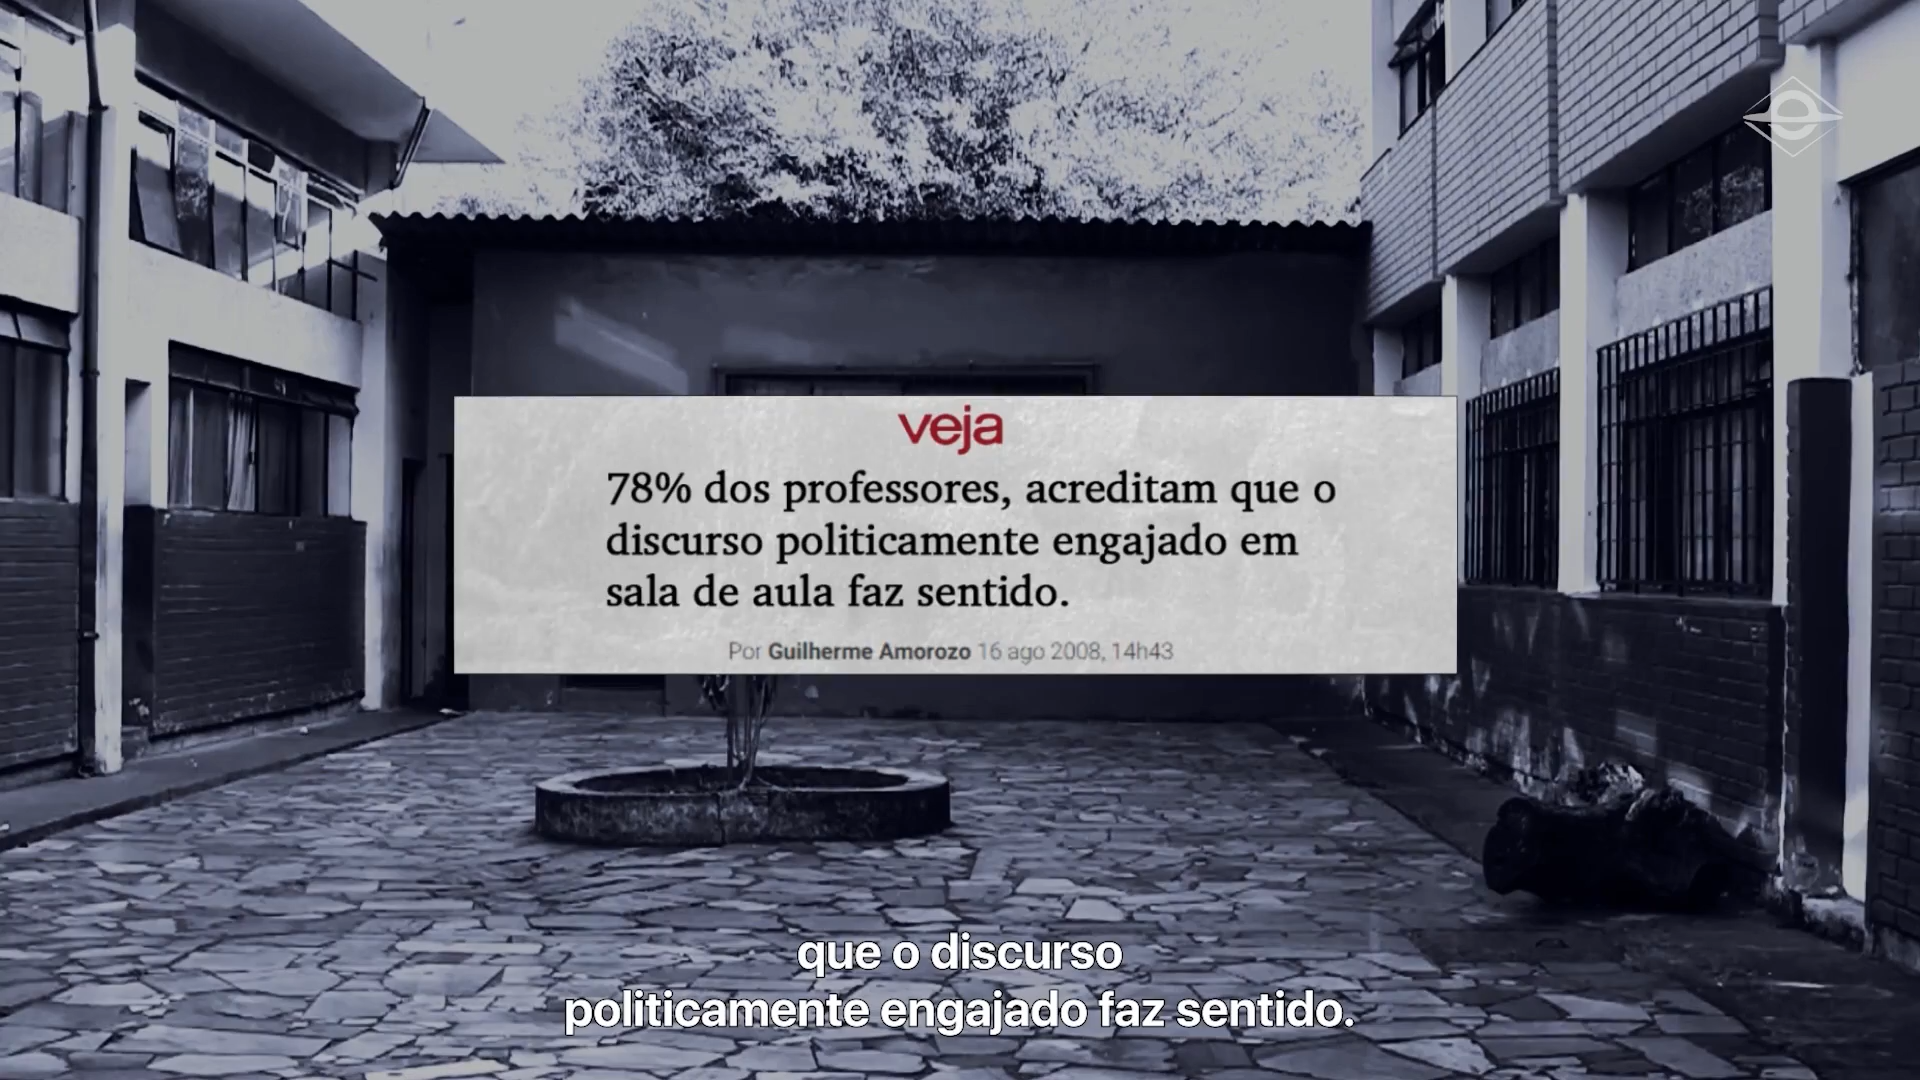 veja
78% dos professores, acreditam que o
discurso politicamente engajado em
sala de aula faz sentido.
Por Guilherme Amorozo 16 ago 2008, 14h43
que o discurso
politicamente engajado faz sentido.